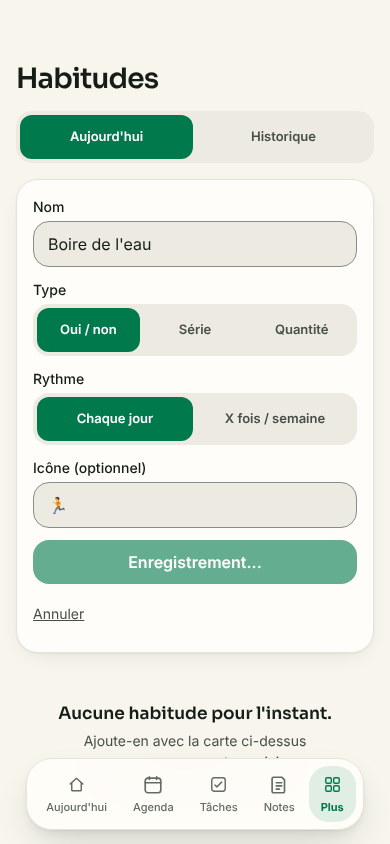 Habitudes
Aujourd'hui
Historique
Nom
Boire de l'eau
Type
Oui / non
Série
Quantité
Rythme
Chaque jour
X fois / semaine
Icône (optionnel)
🏃
Enregistrement...
Annuler
Aucune habitude pour l'instant.
Ajoute-en avec la carte ci-dessus
Aujourd'hui
Agenda
Tâches
Notes
Plus